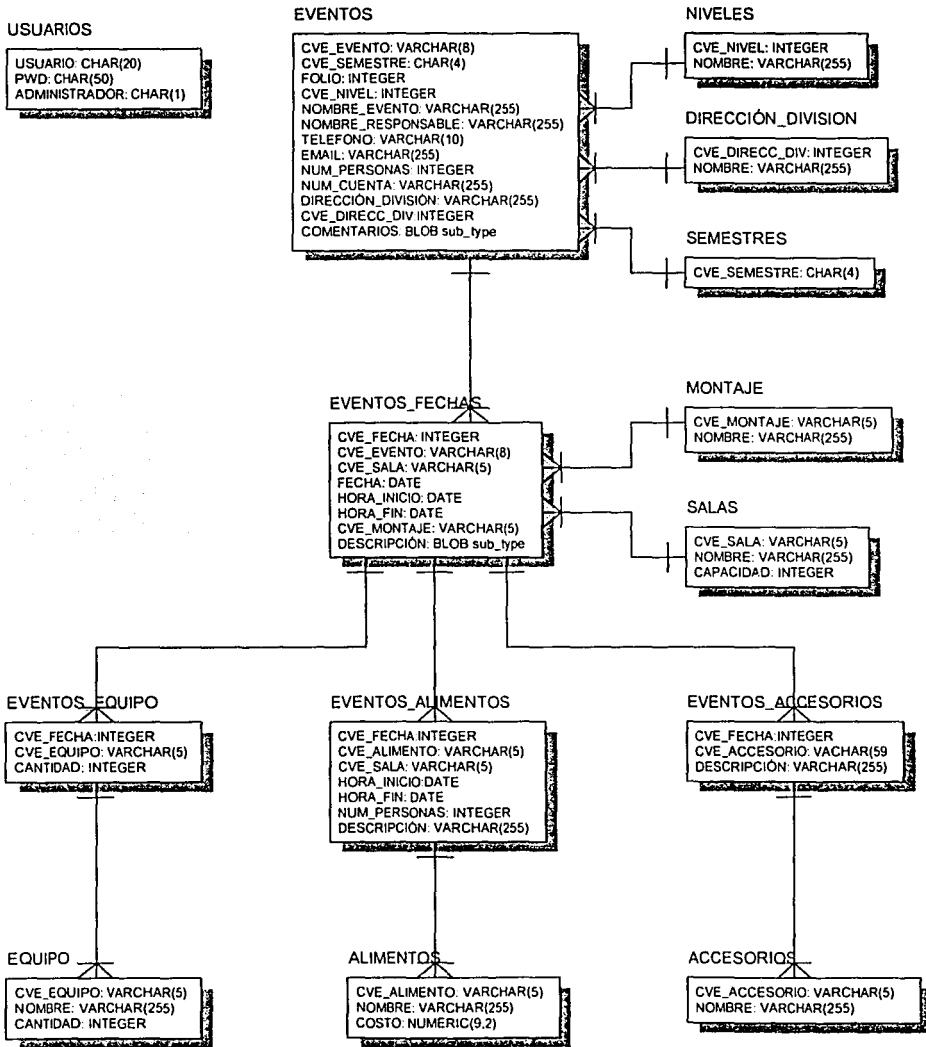 USUARIOS
USUARIO: CHAR(20)
PWD: CHAR(50)
ADMINISTRADOR: CHAR(1)
EVENTOS
CVE_EVENTO: VARCHAR(8)
CVE_SEMESTRE: CHAR(4)
FOLIO: INTEGER
CVE_NIVEL: INTEGER
NOMBRE_EVENTO: VARCHAR(255)
NOMBRE_RESPONSABLE: VARCHAR(255)
TELEFONO: VARCHAR(10)
EMAIL: VARCHAR(255)
NUM_PERSONAS: INTEGER
NUM_CUENTA: VARCHAR(255)
DIRECCIÓN_DIVISIÓN: VARCHAR(255)
CVE_DIRECC_DIV:INTEGER
COMENTARIOS: BLOB sub_type
NIVELES
CVE_NIVEL: INTEGER
NOMBRE: VARCHAR(255)
DIRECCIÓN_DIVISION
CVE_DIRECC_DIV: INTEGER
NOMBRE: VARCHAR(255)
SEMESTRES
CVE_SEMESTRE: CHAR(4)
EVENTOS_FECHAS
CVE_FECHA: INTEGER
CVE_EVENTO: VARCHAR(8)
CVE_SALA: VARCHAR(5)
FECHA: DATE
HORA_INICIO: DATE
HORA_FIN: DATE
CVE_MONTAJE: VARCHAR(5)
DESCRIPCIÓN: BLOB sub_type
MONTAJE
CVE_MONTAJE: VARCHAR(5)
NOMBRE: VARCHAR(255)
SALAS
CVE_SALA: VARCHAR(5)
NOMBRE: VARCHAR(255)
CAPACIDAD: INTEGER
EVENTOS_EQUIPO
CVE_FECHA:INTEGER
CVE_EQUIPO: VARCHAR(5)
CANTIDAD: INTEGER
EVENTOS_ALIMENTOS
CVE_FECHA:INTEGER
CVE_ALIMENTO: VARCHAR(5)
CVE_SALA: VARCHAR(5)
HORA_INICIO:DATE
HORA_FIN: DATE
NUM_PERSONAS: INTEGER
DESCRIPCIÓN: VARCHAR(255)
EVENTOS_ACCESORIOS
CVE_FECHA:INTEGER
CVE_ACCESORIO: VACHAR(59
DESCRIPCIÓN: VARCHAR(255)
EQUIPO
CVE_EQUIPO: VARCHAR(5)
NOMBRE: VARCHAR(255)
CANTIDAD: INTEGER
ALIMENTOS
CVE_ALIMENTO: VARCHAR(5)
NOMBRE: VARCHAR(255)
COSTO: NUMERIC(9,2)
ACCESORIOS
CVE_ACCESORIO: VARCHAR(5)
NOMBRE: VARCHAR(255)